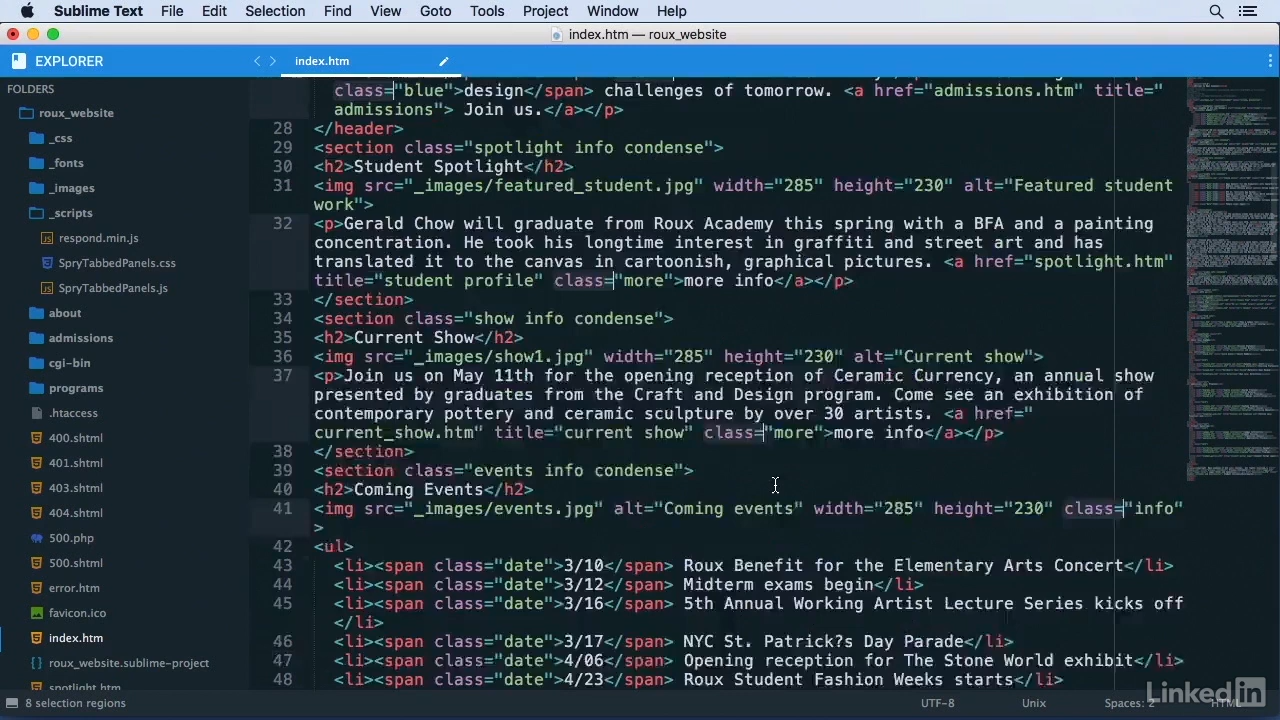 Sublime Text File Edit Selection Find View Goto Tools Project Window Help
index.htm — roux_website
EXPLORER
index.htm
FOLDERS
roux_website
_css
_fonts
_images
_scripts
respond.min.js
SpryTabbedPanels.css
SpryTabbedPanels.js
about
admissions
cgi-bin
programs
.htaccess
400.shtml
401.shtml
403.shtml
404.shtml
500.php
500.shtml
error.htm
favicon.ico
index.htm
roux_website.sublime-project
spotlight.htm
class="blue">design</span> challenges of tomorrow. <a href="admissions.htm" title="
admissions"> Join us.</a></p>
28 </header>
29 <section class="spotlight info condense">
30 <h2>Student Spotlight</h2>
31 <img src="_images/featured_student.jpg" width="285" height="230" alt="Featured student
work">
32 <p>Gerald Chow will graduate from Roux Academy this spring with a BFA and a painting
concentration. He took his longtime interest in graffiti and street art and has
translated it to the canvas in cartoonish, graphical pictures. <a href="spotlight.htm"
title="student profile" class="more">more info</a></p>
33 </section>
34 <section class="show info condense">
35 <h2>Current Show</h2>
36 <img src="_images/show.jpg" width="285" height="230" alt="Current show">
37 <p>Join us on May for the opening reception for Ceramic Currency, an annual show
presented by graduates from the Craft and Design program. Come see an exhibition of
contemporary pottery and ceramic sculpture by over 30 artists. <a href="
current_show.htm" title="current show" class="more">more info</a></p>
38 </section>
39 <section class="events info condense">
40 <h2>Coming Events</h2>
41 <img src="_images/events.jpg" alt="Coming events" width="285" height="230" class="info"
>
42 <ul>
43 <li><span class="date">3/10</span> Roux Benefit for the Elementary Arts Concert</li>
44 <li><span class="date">3/12</span> Midterm exams begin</li>
45 <li><span class="date">3/16</span> 5th Annual Working Artist Lecture Series kicks off
</li>
46 <li><span class="date">3/17</span> NYC St. Patrick?s Day Parade</li>
47 <li><span class="date">4/06</span> Opening reception for The Stone World exhibit</li>
48 <li><span class="date">4/23</span> Roux Student Fashion Weeks starts</li>
8 selection regions UTF-8 Unix Spaces: 2 HTML
LinkedIn